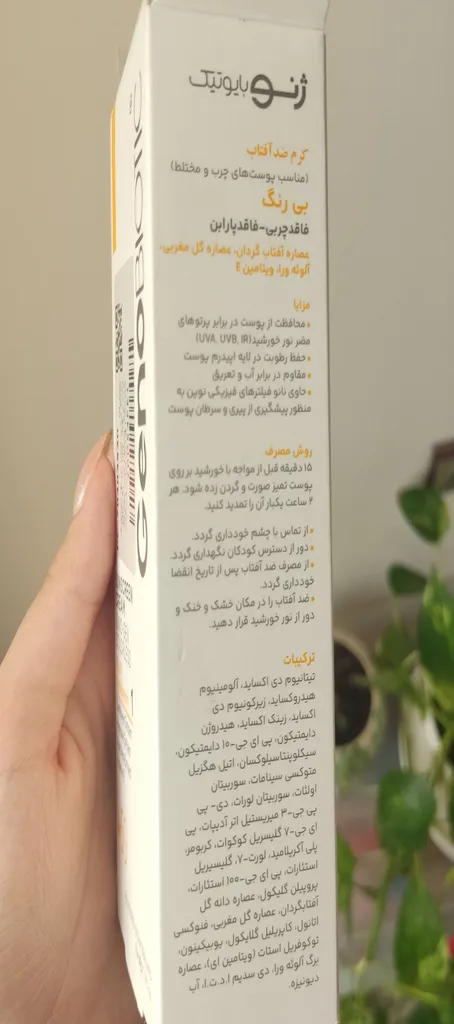 ژنو بایوتیک
کرم ضدآفتاب
(مناسب پوست‌های چرب و مختلط)
بی رنگ
فاقدچربی-فاقدپارابن
عصاره آفتاب گردان، عصاره گل مغربی،
آلوئه ورا، ویتامین E
مزایا
• محافظت از پوست در برابر پرتوهای
مضر نور خورشید(UVA, UVB, IR)
• حفظ رطوبت در لایه اپیدرم پوست
• مقاوم در برابر آب و تعریق
• حاوی نانو فیلترهای فیزیکی نوین به
منظور پیشگیری از پیری و سرطان پوست
روش مصرف
۱۵ دقیقه قبل از مواجه با خورشید بر روی
پوست تمیز صورت و گردن زده شود. هر
۲ ساعت یکبار آن را تمدید کنید.
• از تماس با چشم خودداری گردد.
• دور از دسترس کودکان نگهداری گردد.
• از مصرف ضد آفتاب پس از تاریخ انقضا
خودداری گردد.
• ضد آفتاب را در مکان خشک و خنک و
دور از نور خورشید قرار دهید.
ترکیبات
تیتانیوم دی اکساید، آلومینیوم
هیدروکساید، زیرکونیوم دی
اکساید، زینک اکساید، هیدروژن
دایمتیکون، پی ای جی-۱۰ دایمتیکون،
سیکلوپنتاسیلوکسان، اتیل هگزیل
متوکسی سینامات، سوربیتان
اولئات، سوربیتان لورات، دی- پی
پی جی-۳ میریستیل اتر آدیپات، پی
ای جی-۷ گلیسریل کوکوات، کربومر،
پلی آکریلامید، لورت-۷، گلیسیریل
استئارات، پی ای جی-۱۰۰ استئارات،
پروپیلن گلیکول، عصاره دانه گل
آفتابگردان، عصاره گل مغربی، فنوکسی
اتانول، کاپریلیل گلایکول، یوبیکینون،
توکوفریل استات (ویتامین ای)، عصاره
برگ آلوئه ورا، دی سدیم ا.د.ت.ا، آب
دیونیزه.
GenoBIOTIC